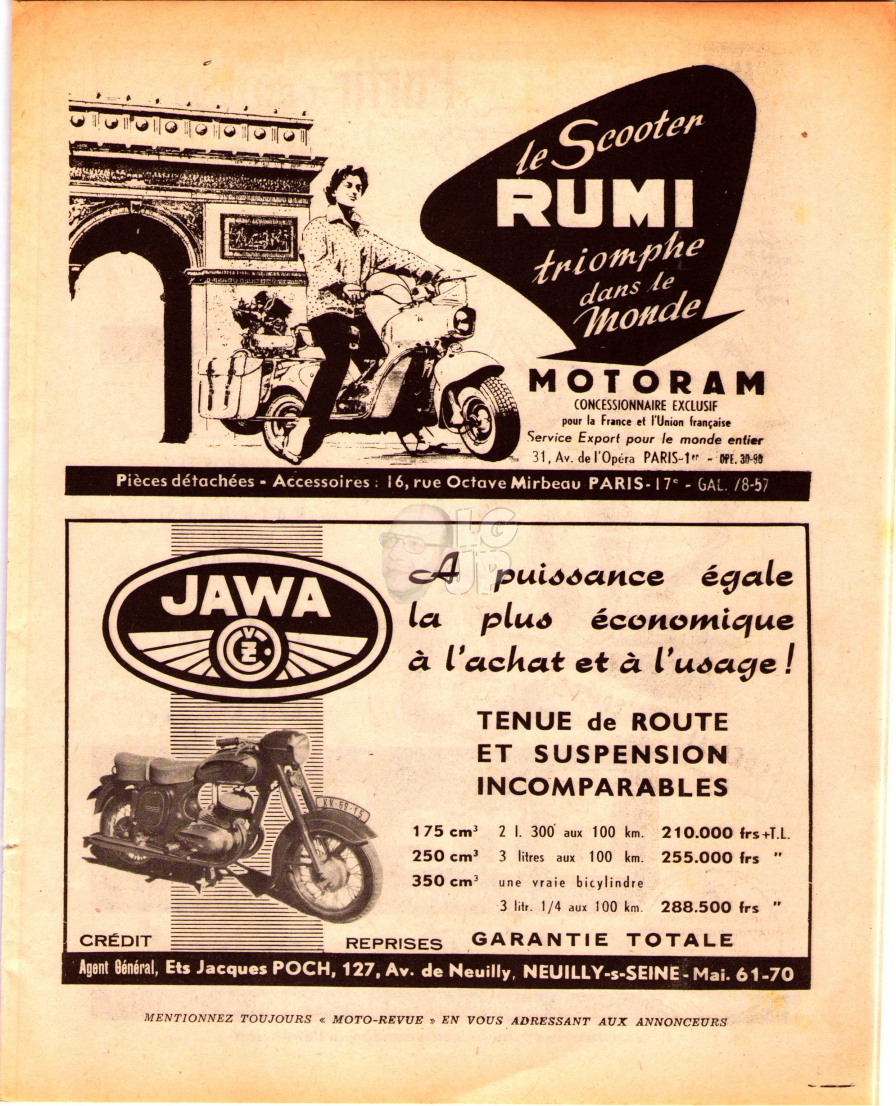 le Scooter
RUMI
triomphe
dans le
Monde
MOTORAM
CONCESSIONNAIRE EXCLUSIF
pour la France et l'Union française
Service Export pour le monde entier
31, Av. de l'Opéra PARIS-1er - OPE. 30-90
Pièces détachées - Accessoires : 16, rue Octave Mirbeau PARIS-17e - GAL. 78-57
LG
JP
JAWA
CZ
A puissance égale
la plus économique
à l'achat et à l'usage !
TENUE de ROUTE
ET SUSPENSION
INCOMPARABLES
KK-69-15
175 cm³ 2 l. 300 aux 100 km. 210.000 frs+T.L.
250 cm³ 3 litres aux 100 km. 255.000 frs "
350 cm³ une vraie bicylindre
3 litr. 1/4 aux 100 km. 288.500 frs "
CRÉDIT REPRISES GARANTIE TOTALE
Agent Général, Ets Jacques POCH, 127, Av. de Neuilly, NEUILLY-s-SEINE - Mai. 61-70
MENTIONNEZ TOUJOURS « MOTO-REVUE » EN VOUS ADRESSANT AUX ANNONCEURS